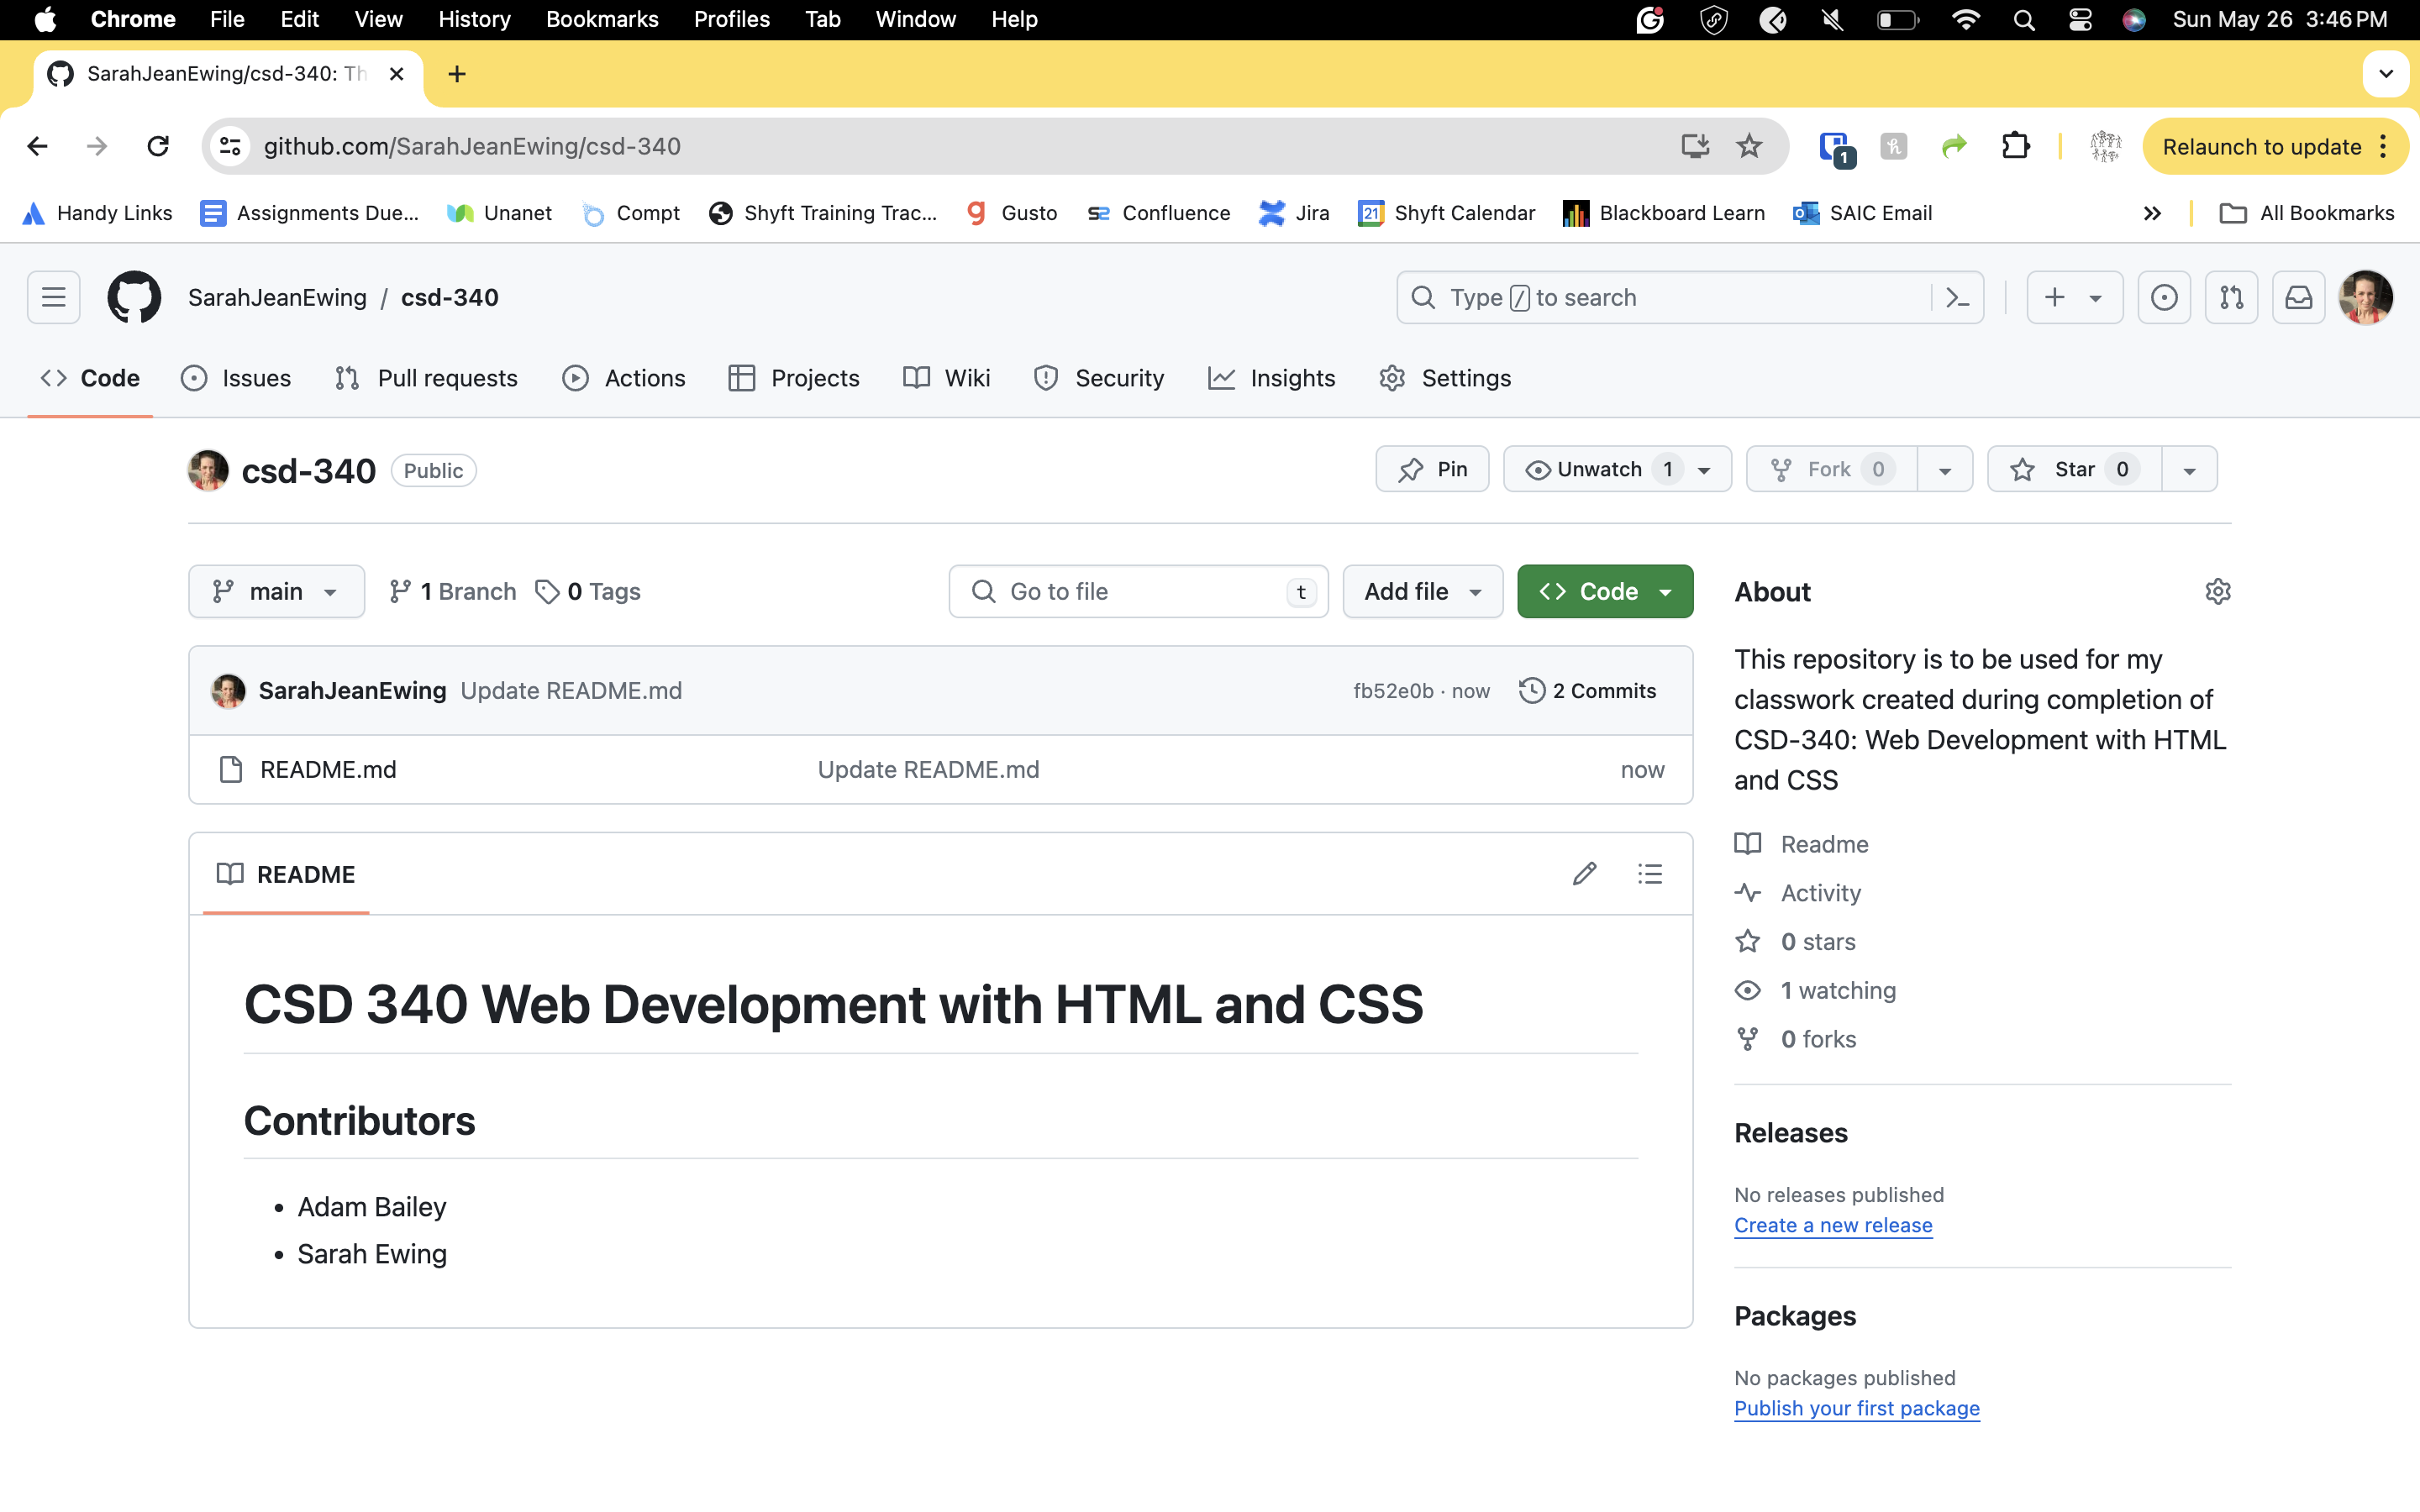 Chrome File Edit View History Bookmarks Profiles Tab Window Help Sun May 26 3:46 PM
SarahJeanEwing/csd-340: Th
github.com/SarahJeanEwing/csd-340 1 Relaunch to update
Handy Links Assignments Due... Unanet Compt Shyft Training Trac... Gusto Confluence 21 Jira Shyft Calendar Blackboard Learn SAIC Email All Bookmarks
SarahJeanEwing / csd-340 Type / to search
Code Issues Pull requests Actions Projects Wiki Security Insights Settings
csd-340 Public Pin Unwatch 1 Fork 0 Star 0
main 1 Branch 0 Tags Go to file t Add file Code
SarahJeanEwing Update README.md fb52e0b · now 2 Commits
README.md Update README.md now
README
CSD 340 Web Development with HTML and CSS
Contributors
• Adam Bailey
• Sarah Ewing
About
This repository is to be used for my
classwork created during completion of
CSD-340: Web Development with HTML
and CSS
Readme
Activity
0 stars
1 watching
0 forks
Releases
No releases published
Create a new release
Packages
No packages published
Publish your first package